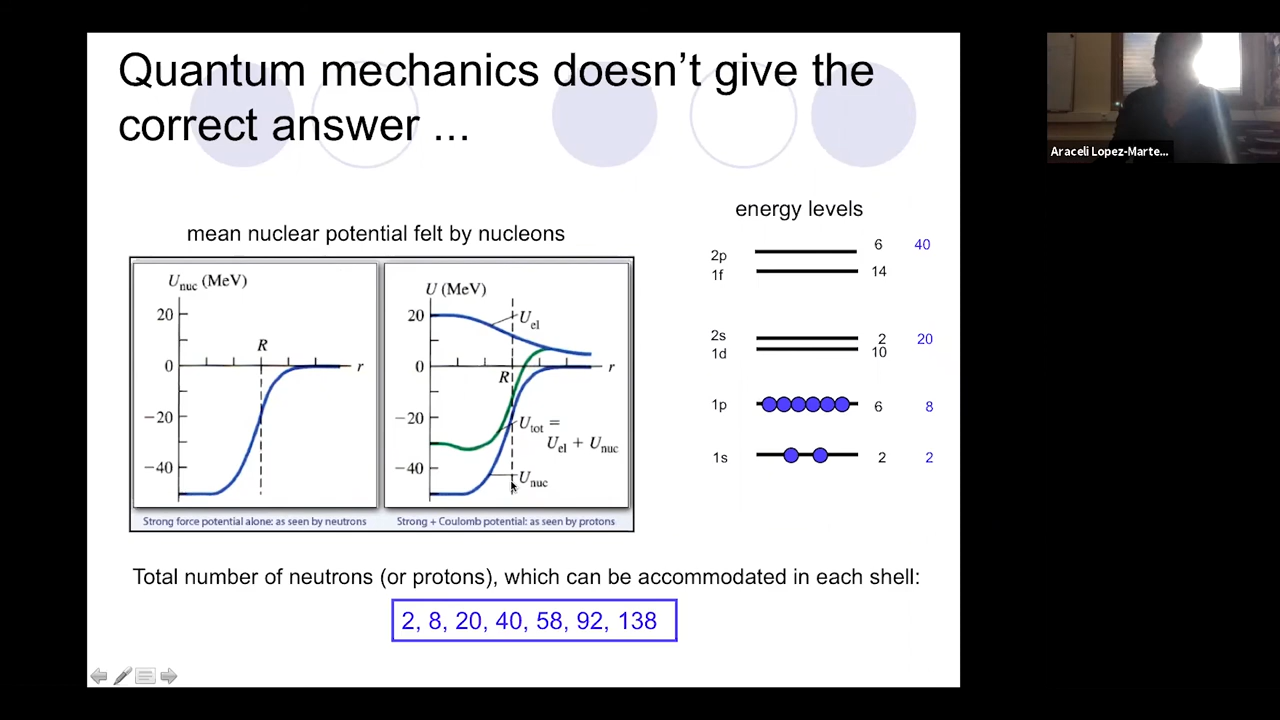 Quantum mechanics doesn’t give the
correct answer ...
Araceli Lopez-Marte...
mean nuclear potential felt by nucleons
energy levels
Unuc (MeV)
20
0
−20
−40
R
r
Strong force potential alone: as seen by neutrons
U (MeV)
20
0
−20
−40
Uel
R
r
Utot =
Uel + Unuc
Unuc
Strong + Coulomb potential: as seen by protons
2p 6 40
1f 14
2s 2 20
1d 10
1p 6 8
1s 2 2
Total number of neutrons (or protons), which can be accommodated in each shell:
2, 8, 20, 40, 58, 92, 138